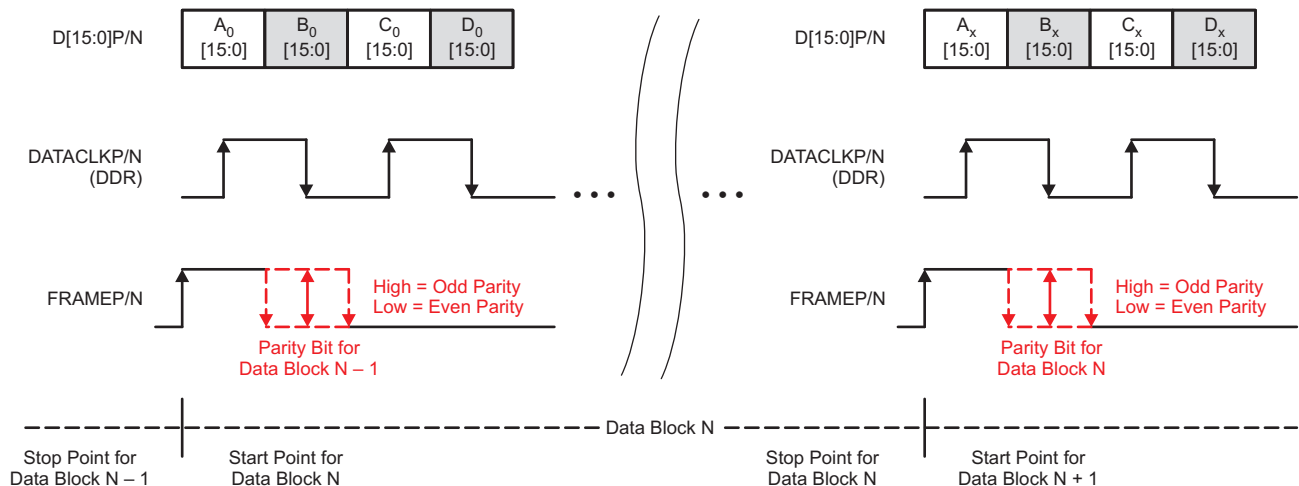 D[15:0]P/N
A0 B0 C0 D0
[15:0] [15:0] [15:0] [15:0]
D[15:0]P/N
Ax Bx Cx Dx
[15:0] [15:0] [15:0] [15:0]
DATACLKP/N
(DDR)
DATACLKP/N
(DDR)
FRAMEP/N
High = Odd Parity
Low = Even Parity
Parity Bit for
Data Block N – 1
FRAMEP/N
High = Odd Parity
Low = Even Parity
Parity Bit for
Data Block N
Data Block N
Stop Point for
Data Block N – 1
Start Point for
Data Block N
Stop Point for
Data Block N
Start Point for
Data Block N + 1